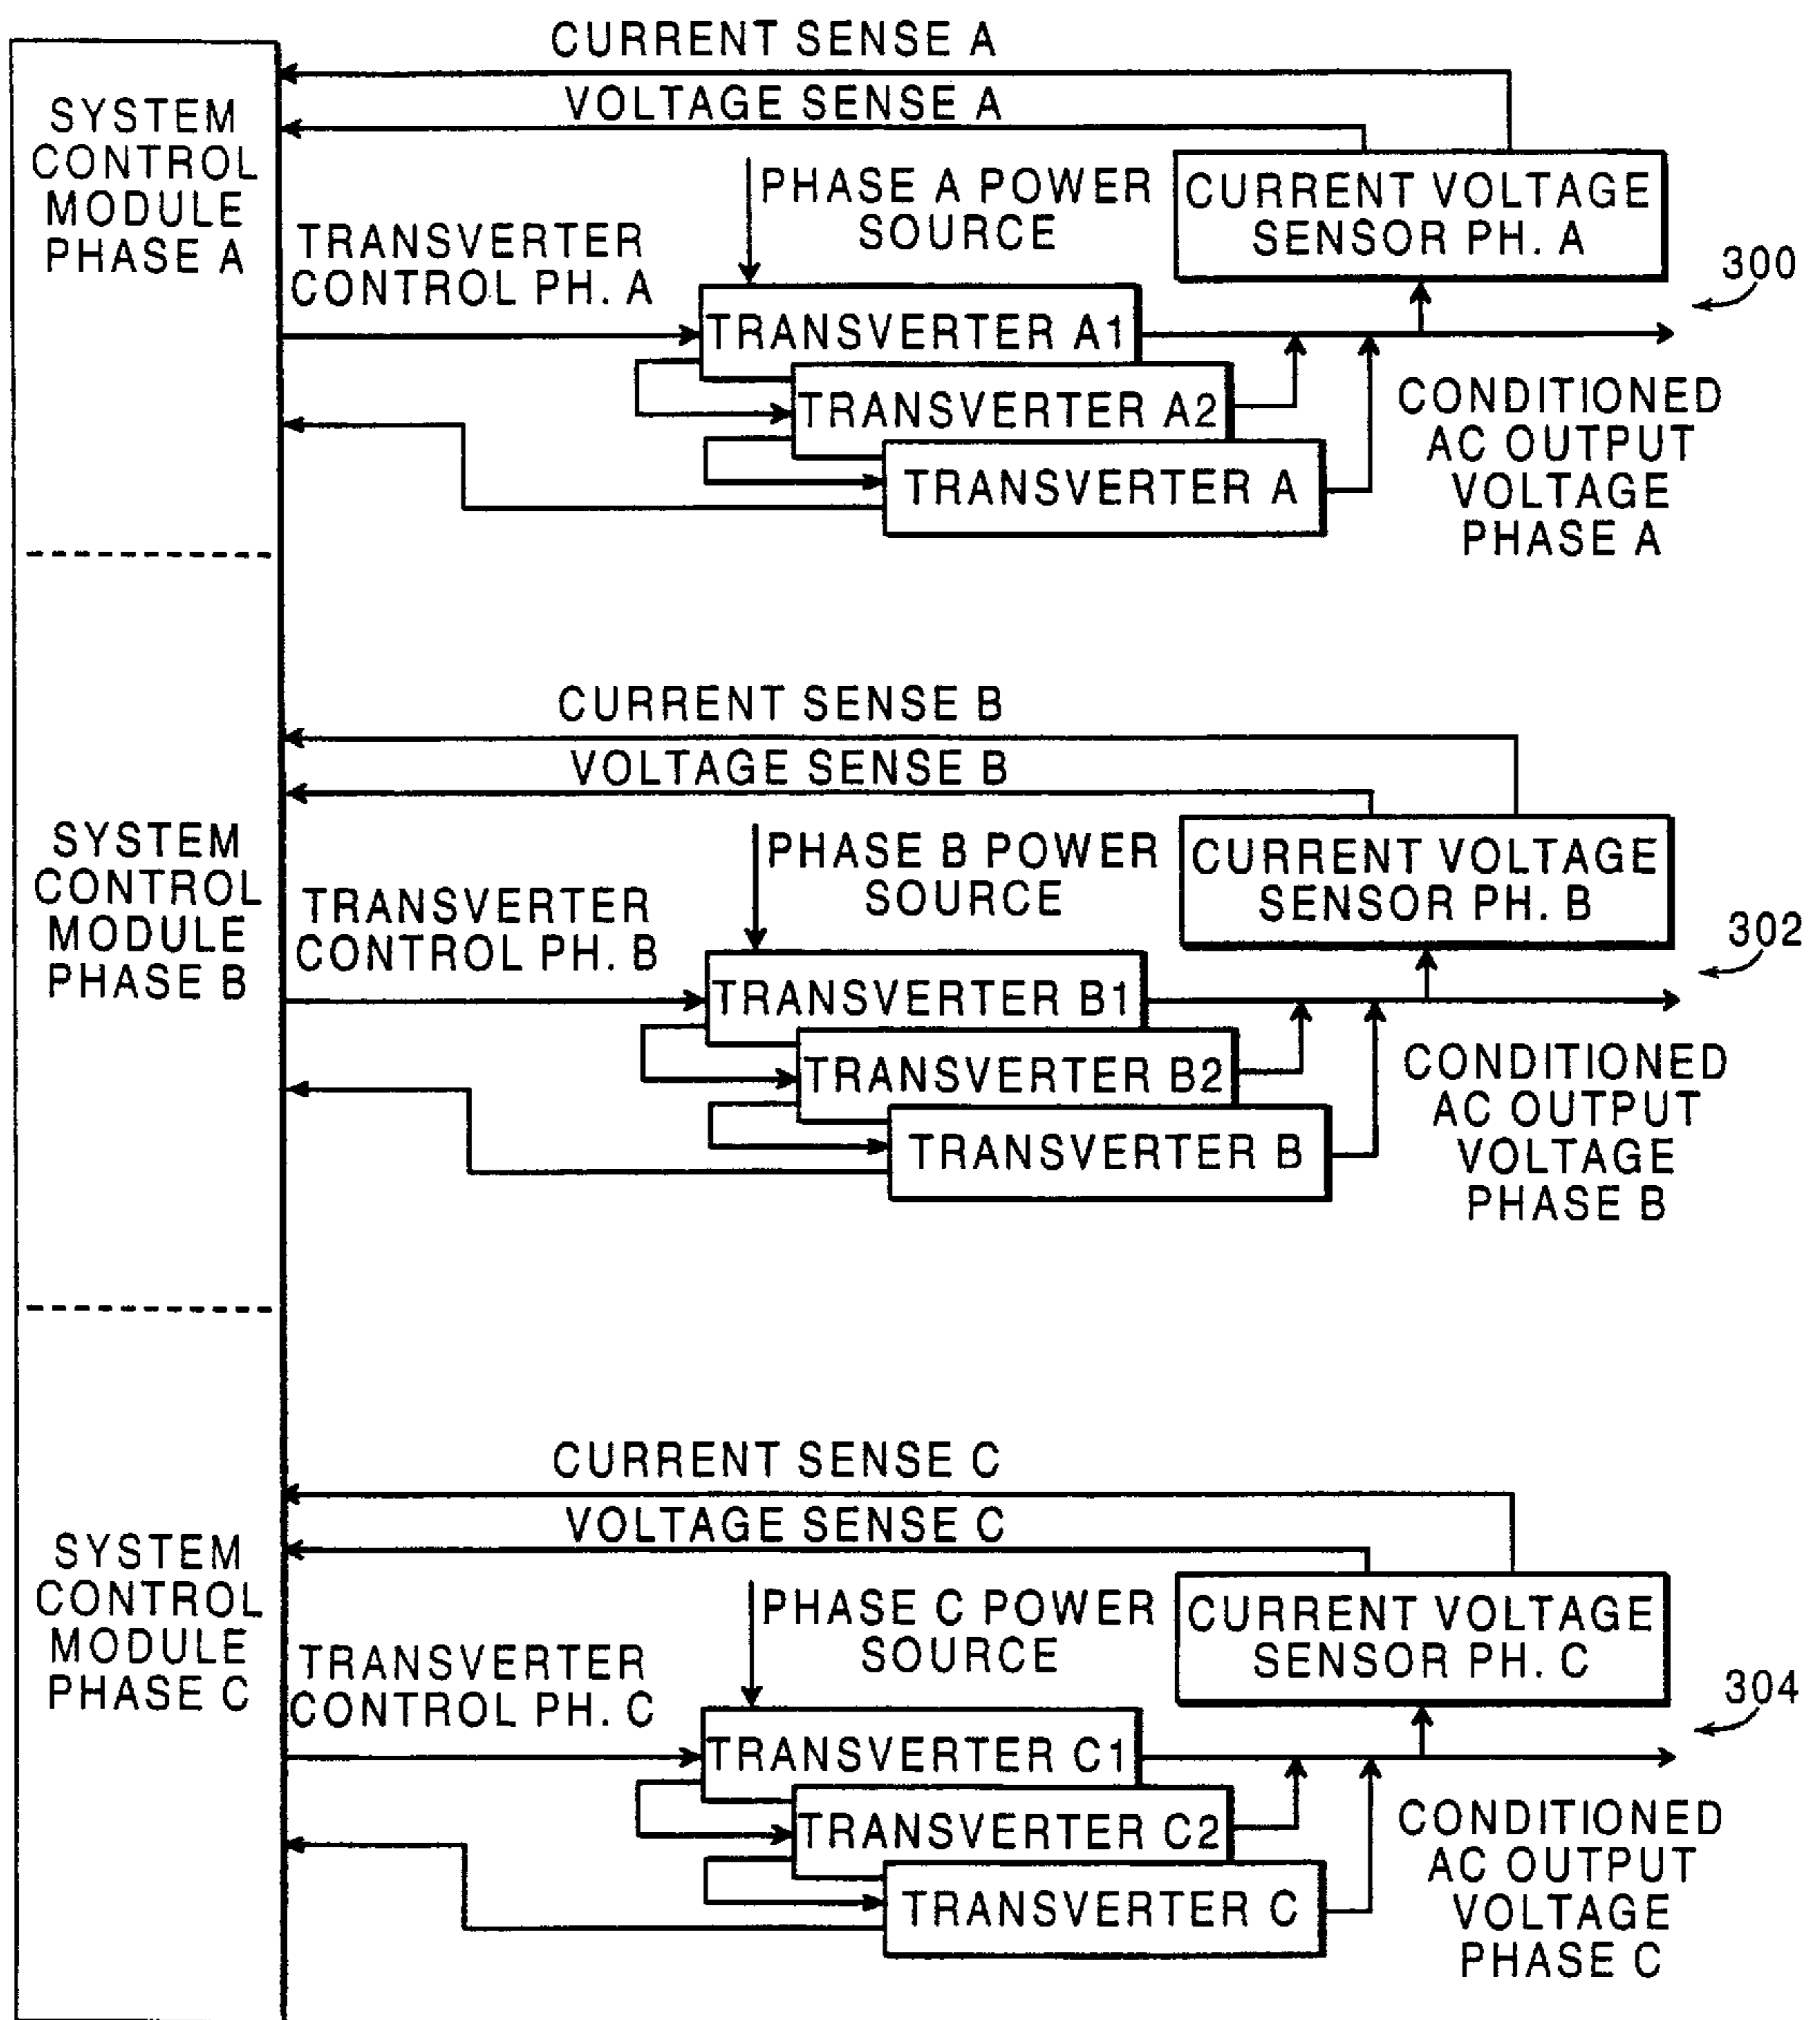 CURRENT SENSE A
VOLTAGE SENSE A
SYSTEM
CONTROL
MODULE
PHASE A
PHASE A POWER
SOURCE
CURRENT VOLTAGE
SENSOR PH. A
TRANSVERTER
CONTROL PH. A
300
TRANSVERTER A1
TRANSVERTER A2
TRANSVERTER A
CONDITIONED
AC OUTPUT
VOLTAGE
PHASE A
CURRENT SENSE B
VOLTAGE SENSE B
SYSTEM
CONTROL
MODULE
PHASE B
PHASE B POWER
SOURCE
CURRENT VOLTAGE
SENSOR PH. B
TRANSVERTER
CONTROL PH. B
302
TRANSVERTER B1
TRANSVERTER B2
TRANSVERTER B
CONDITIONED
AC OUTPUT
VOLTAGE
PHASE B
CURRENT SENSE C
VOLTAGE SENSE C
SYSTEM
CONTROL
MODULE
PHASE C
PHASE C POWER
SOURCE
CURRENT VOLTAGE
SENSOR PH. C
TRANSVERTER
CONTROL PH. C
304
TRANSVERTER C1
TRANSVERTER C2
TRANSVERTER C
CONDITIONED
AC OUTPUT
VOLTAGE
PHASE C